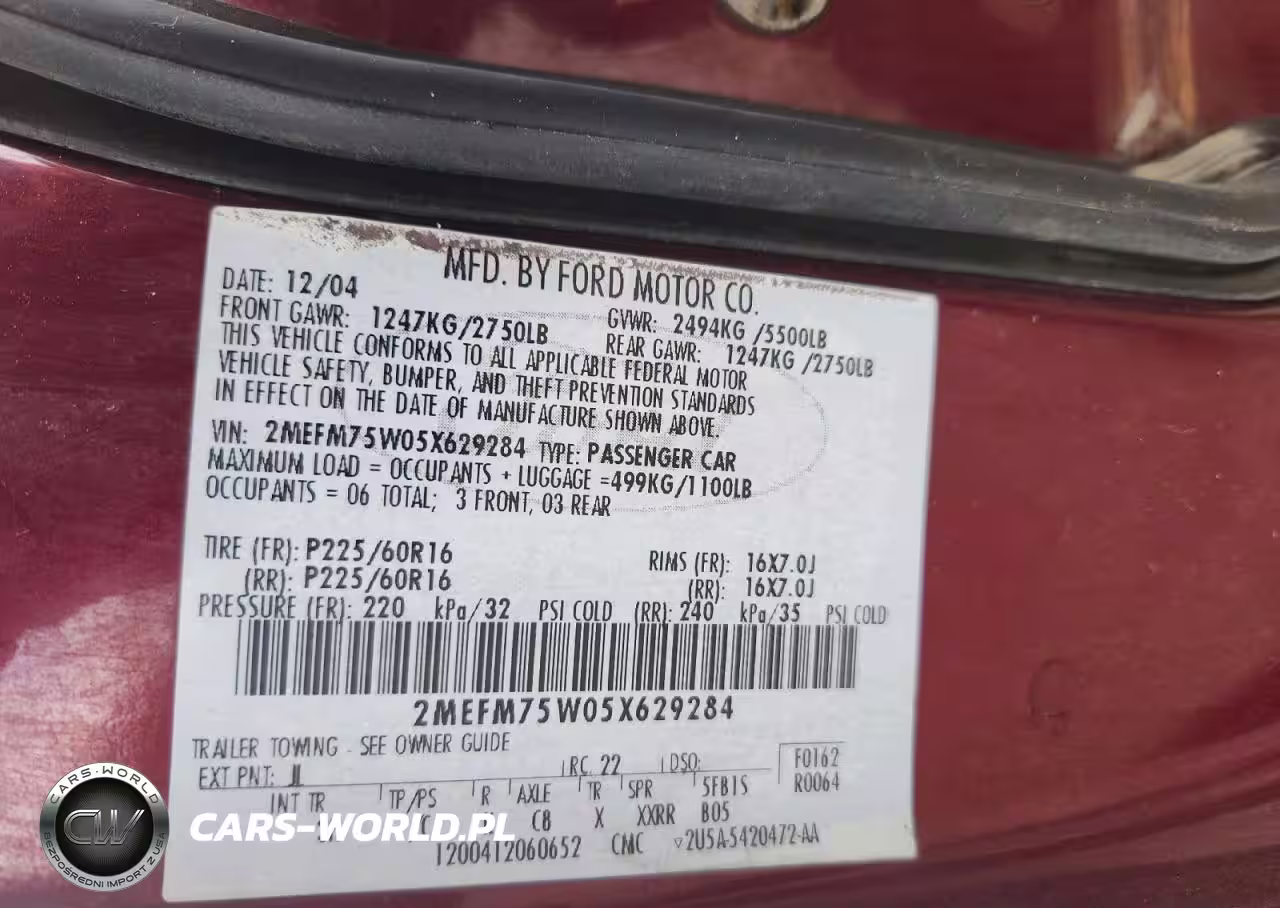 MFD. BY FORD MOTOR CO.
DATE: 12/04
GVWR: 2494KG /5500LB
FRONT GAWR: 1247KG/2750LB
REAR GAWR: 1247KG /2750LB
THIS VEHICLE CONFORMS TO ALL APPLICABLE FEDERAL MOTOR
VEHICLE SAFETY, BUMPER, AND THEFT PREVENTION STANDARDS
IN EFFECT ON THE DATE OF MANUFACTURE SHOWN ABOVE.
VIN: 2MEFM75W05X629284 TYPE: PASSENGER CAR
MAXIMUM LOAD = OCCUPANTS + LUGGAGE =499KG/1100LB
OCCUPANTS = 06 TOTAL; 3 FRONT, 03 REAR
TIRE (FR): P225/60R16 RIMS (FR): 16X7.0J
(RR): P225/60R16 (RR): 16X7.0J
PRESSURE (FR): 220 kPa/32 PSI COLD (RR): 240 kPa/35 PSI COLD
2MEFM75W05X629284
TRAILER TOWING - SEE OWNER GUIDE
EXT PNT: JL RC: 22 DSO: F0162
R0064
INT TR TP/PS R AXLE TR SPR 5FB1S
C8 X XXRR B05
1200412060652 CMC 2U5A-5420472-AA
CARS-WORLD
CW
BEZPOŚREDNI IMPORT Z USA
CARS-WORLD.PL